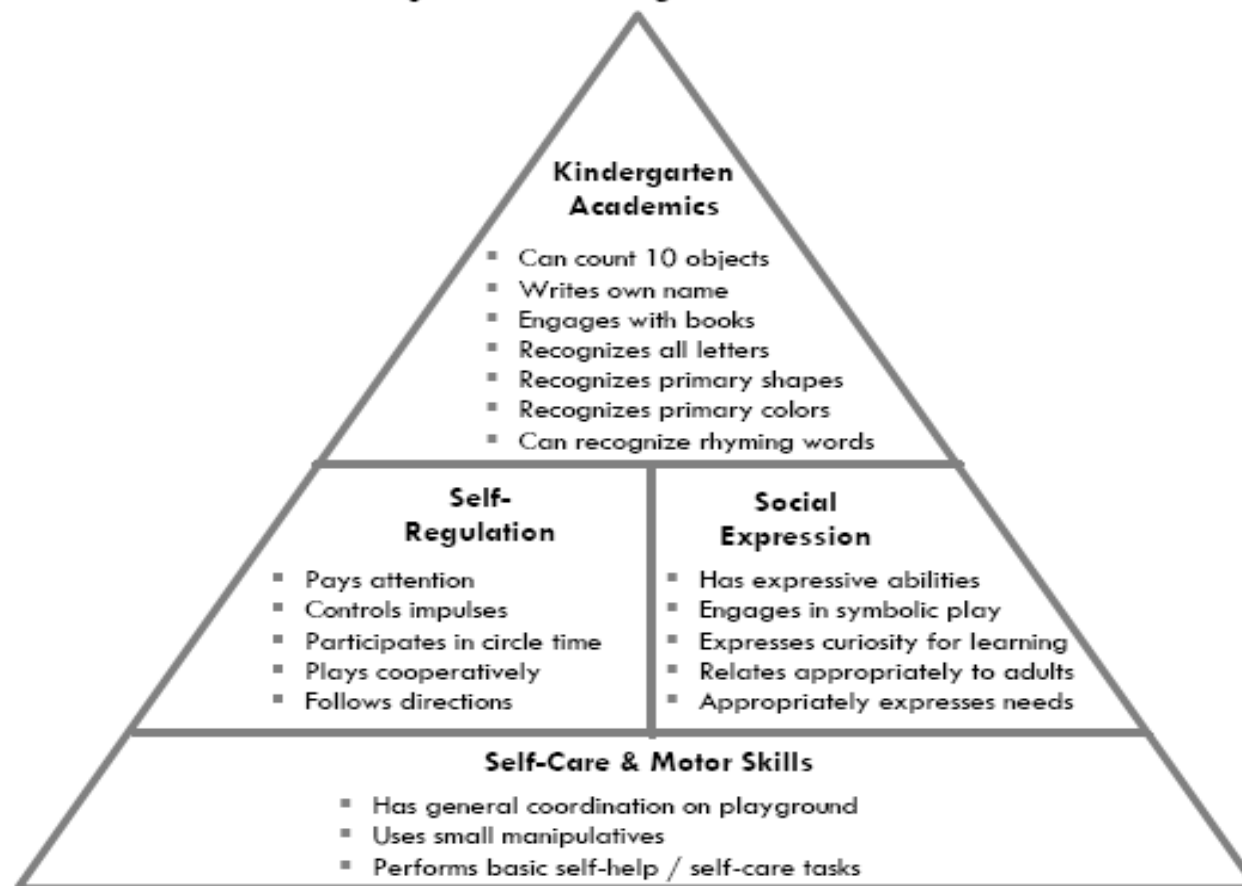 Kindergarten
Academics
▪ Can count 10 objects
▪ Writes own name
▪ Engages with books
▪ Recognizes all letters
▪ Recognizes primary shapes
▪ Recognizes primary colors
▪ Can recognize rhyming words
Self-
Regulation
▪ Pays attention
▪ Controls impulses
▪ Participates in circle time
▪ Plays cooperatively
▪ Follows directions
Social
Expression
▪ Has expressive abilities
▪ Engages in symbolic play
▪ Expresses curiosity for learning
▪ Relates appropriately to adults
▪ Appropriately expresses needs
Self-Care & Motor Skills
▪ Has general coordination on playground
▪ Uses small manipulatives
▪ Performs basic self-help / self-care tasks